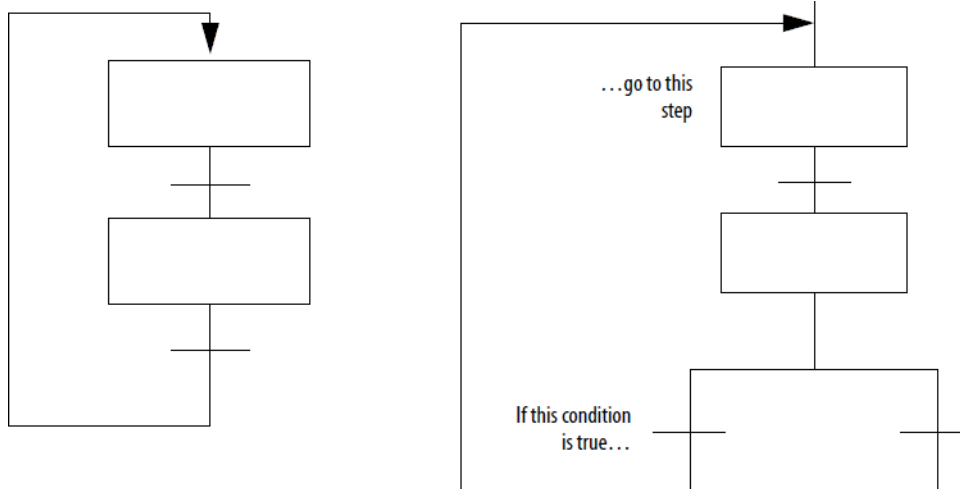 …go to this
step
If this condition
is true…